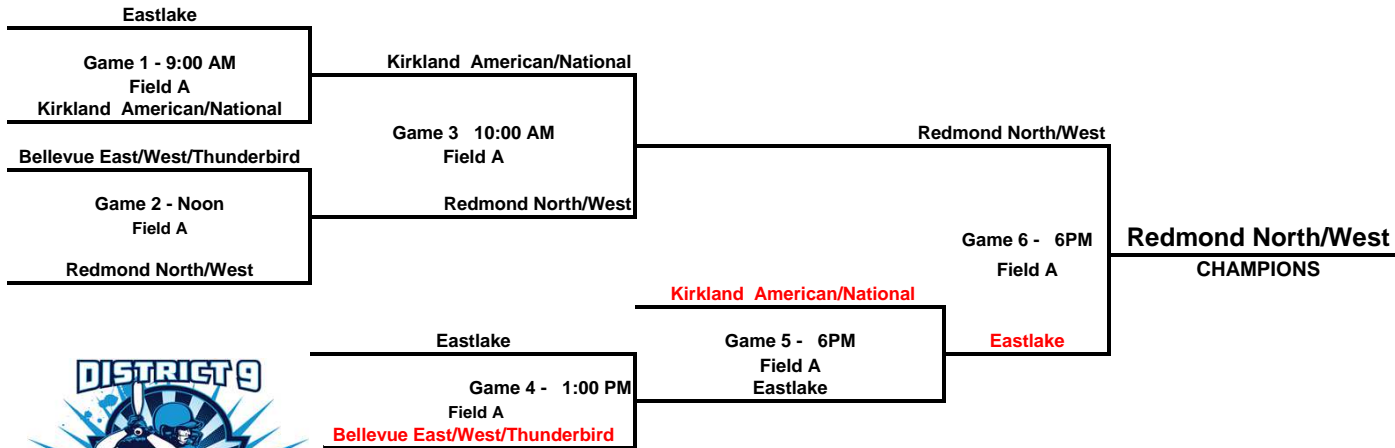 Eastlake
Game 1 - 9:00 AM
Field A
Kirkland  American/National
Kirkland  American/National
Game 3   10:00 AM
Field A
Redmond North/West
Bellevue East/West/Thunderbird
Game 2 - Noon
Field A
Redmond North/West
Redmond North/West
Game 6 -   6PM
Field A
Redmond North/West
CHAMPIONS
Kirkland  American/National
Game 5 -   6PM
Field A
Eastlake
Eastlake
Eastlake
Game 4 -   1:00 PM
Field A
Bellevue East/West/Thunderbird
DISTRICT 9